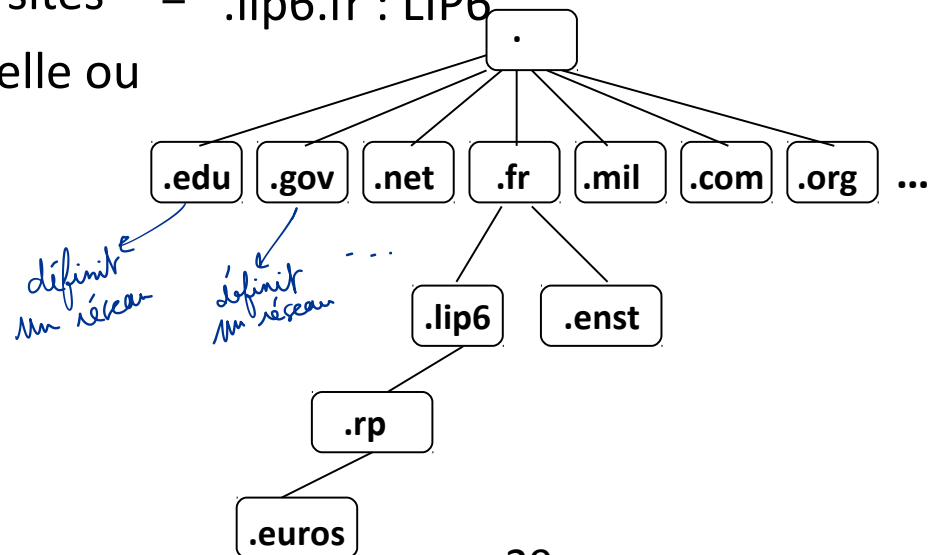 sites = .lip6.fr : LIP6
elle ou
.
.edu .gov .net .fr .mil .com .org ...
définit
un réseau
définit
un réseau
...
.lip6 .enst
.rp
.euros